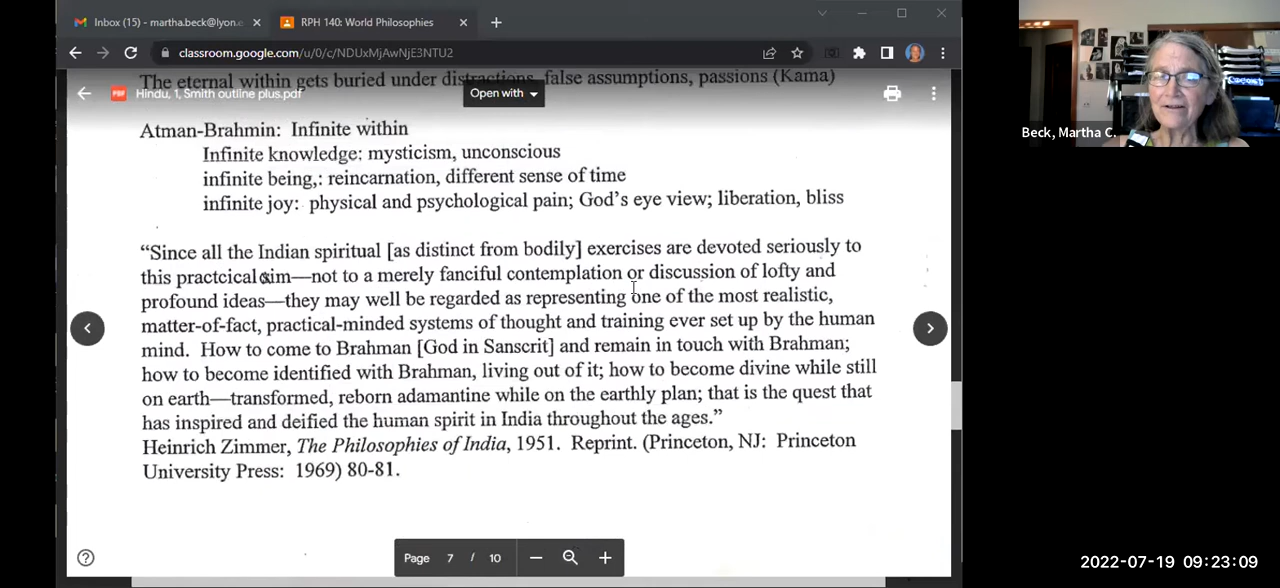 Inbox (15) - martha.beck@lyon.e
RPH 140: World Philosophies
classroom.google.com/u/0/c/NDUxMjAwNjE3NTU2
The eternal within gets buried under distractions, false assumptions, passions (Kama)
Hindu, 1, Smith outline plus.pdf
Open with
Atman-Brahmin: Infinite within
Infinite knowledge: mysticism, unconscious
infinite being,: reincarnation, different sense of time
infinite joy: physical and psychological pain; God's eye view; liberation, bliss
“Since all the Indian spiritual [as distinct from bodily] exercises are devoted seriously to
this practcical aim—not to a merely fanciful contemplation or discussion of lofty and
profound ideas—they may well be regarded as representing one of the most realistic,
matter-of-fact, practical-minded systems of thought and training ever set up by the human
mind. How to come to Brahman [God in Sanscrit] and remain in touch with Brahman;
how to become identified with Brahman, living out of it; how to become divine while still
on earth—transformed, reborn adamantine while on the earthly plan; that is the quest that
has inspired and deified the human spirit in India throughout the ages.”
Heinrich Zimmer, The Philosophies of India, 1951. Reprint. (Princeton, NJ: Princeton
University Press: 1969) 80-81.
Page 7 / 10
Beck, Martha C.
2022-07-19 09:23:09